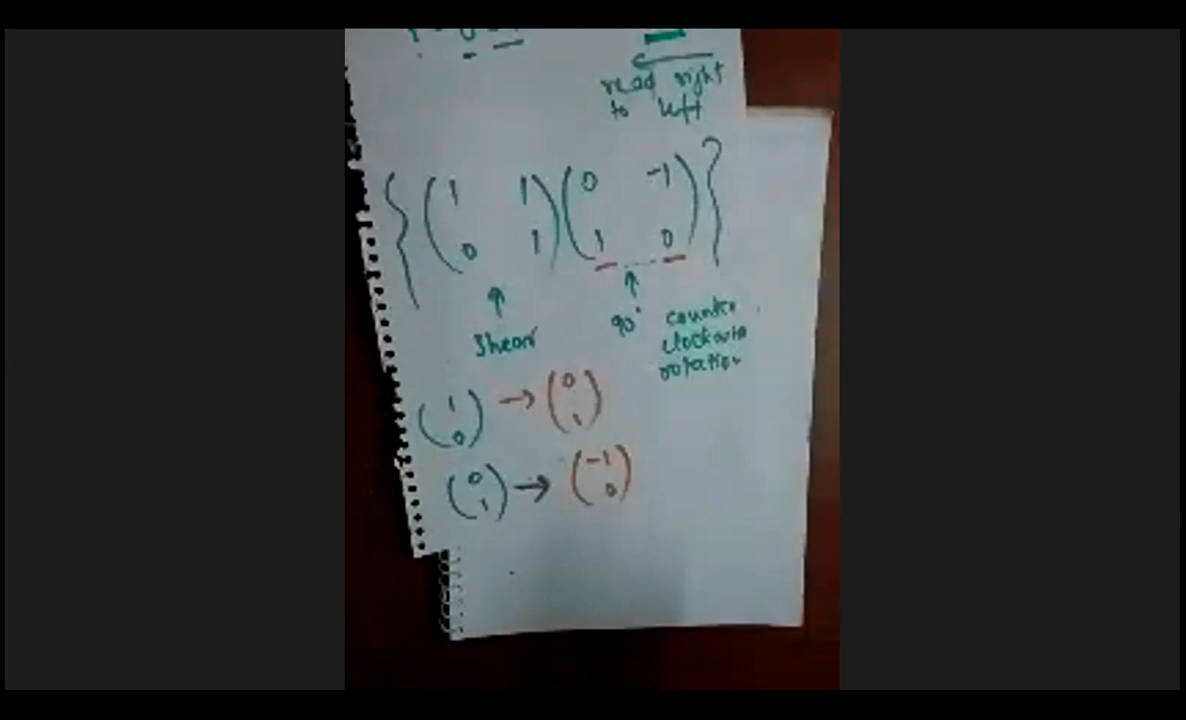 read right
to left
{ ( 1 1 ) ( 0 -1 ) }
( 0 1 ) ( 1 0 )
↑ ↑
Shear 90° counter
clockwise
rotation
( 1 ) → ( 0 )
( 0 ) ( 1 )
( 0 ) → ( -1 )
( 1 ) ( 0 )